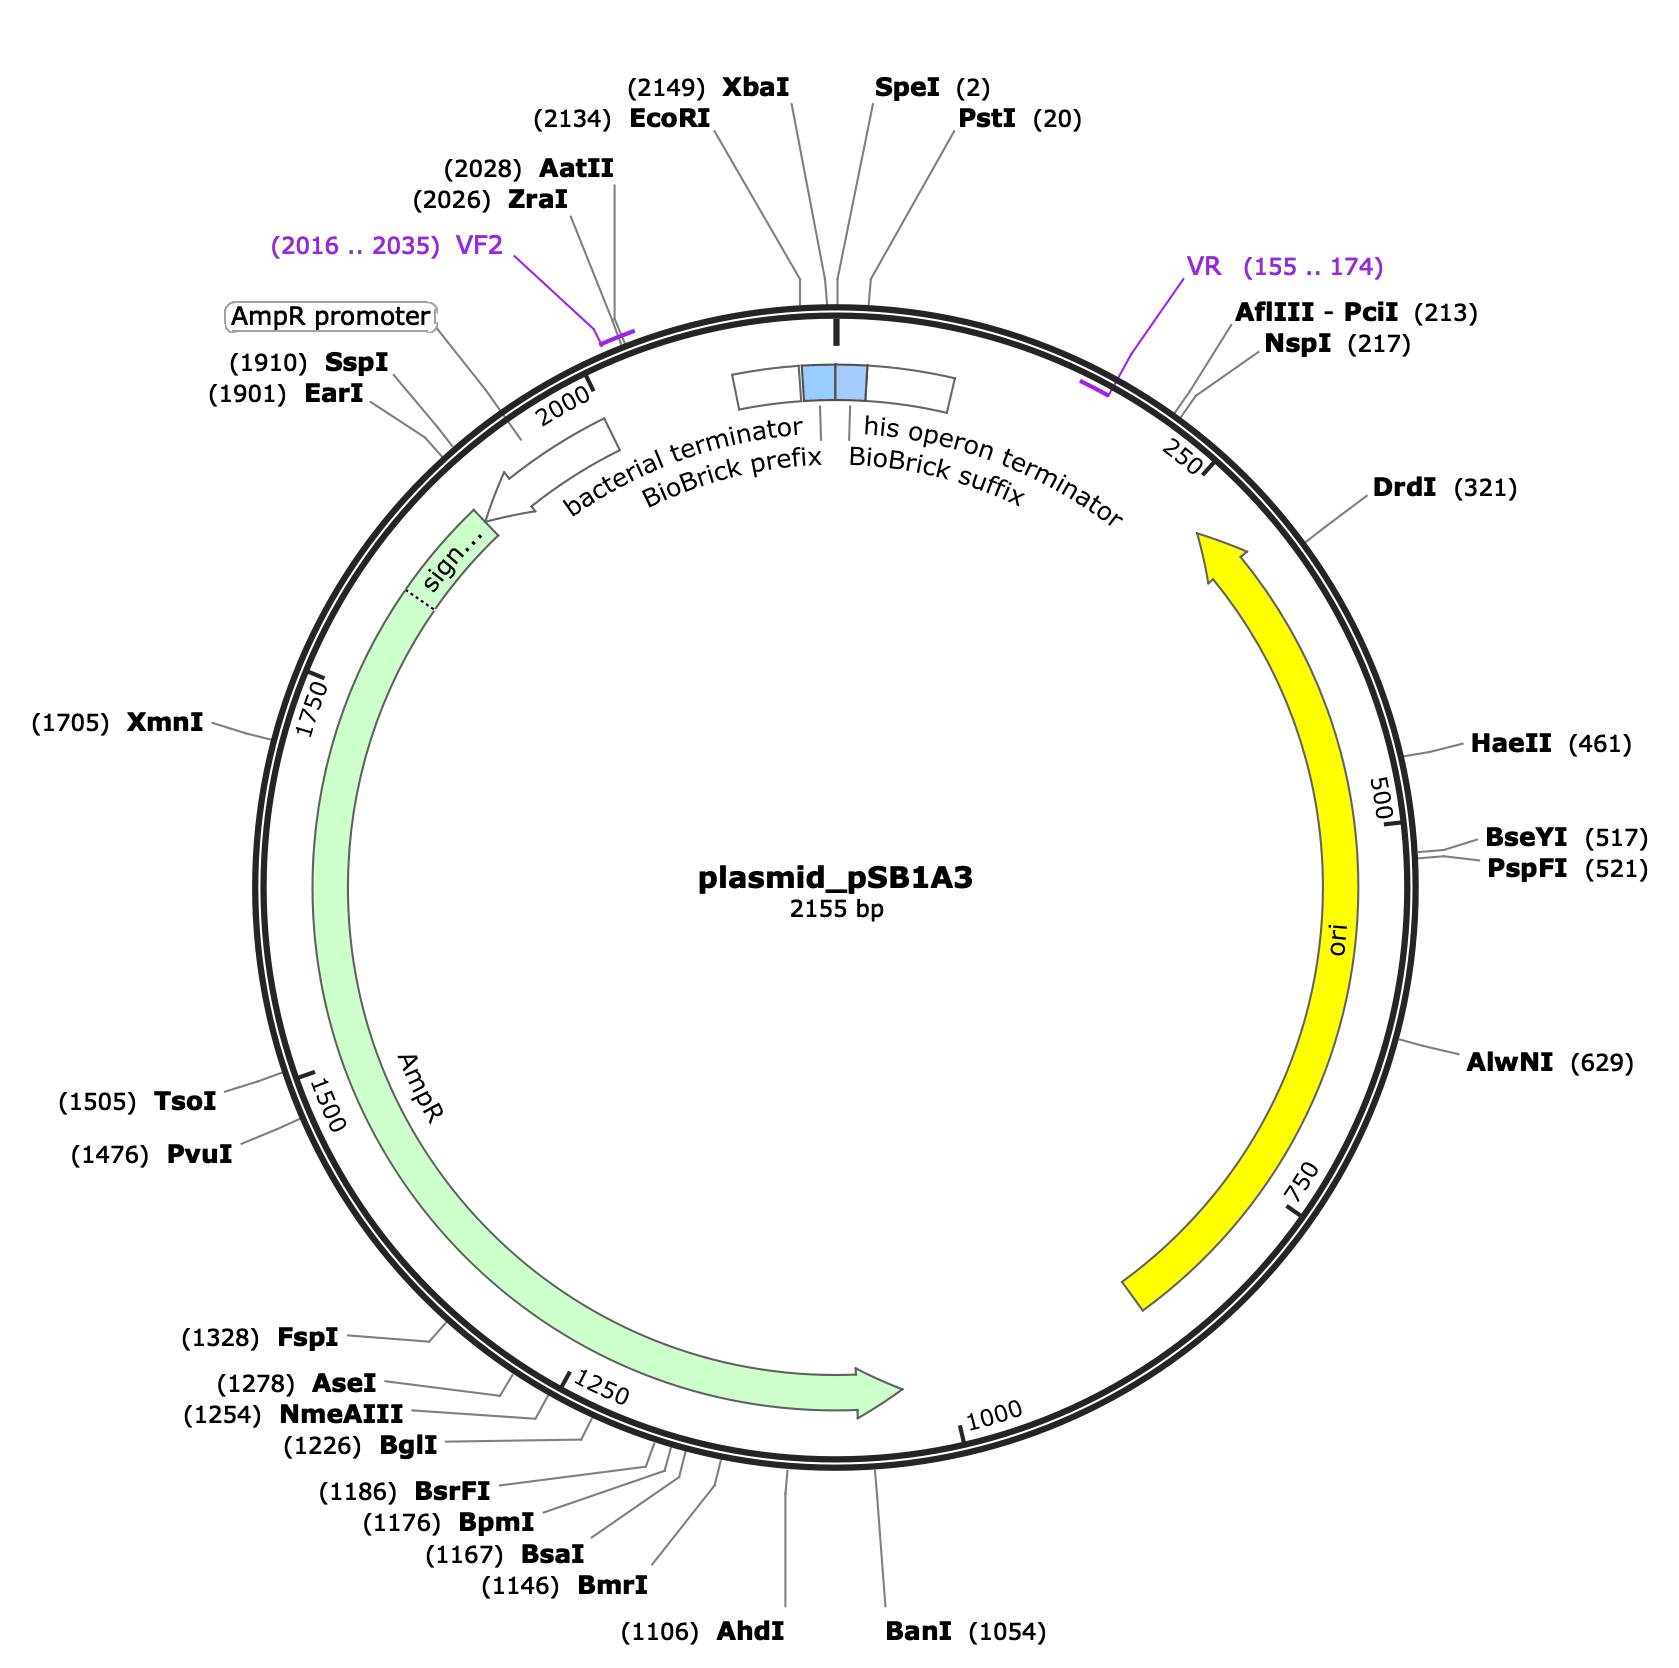 (2149) XbaI
SpeI (2)
(2134) EcoRI
PstI (20)
(2028) AatII
(2026) ZraI
(2016 .. 2035) VF2
VR (155 .. 174)
AmpR promoter
AflIII - PciI (213)
NspI (217)
(1910) SspI
(1901) EarI
2000
bacterial terminator
BioBrick prefix
his operon terminator
BioBrick suffix
250
DrdI (321)
sign...
1750
(1705) XmnI
HaeII (461)
500
BseYI (517)
PspFI (521)
plasmid_pSB1A3
2155 bp
ori
AlwNI (629)
AmpR
(1505) TsoI
1500
(1476) PvuI
750
(1328) FspI
(1278) AseI
(1254) NmeAIII
(1226) BglI
1250
1000
(1186) BsrFI
(1176) BpmI
(1167) BsaI
(1146) BmrI
(1106) AhdI
BanI (1054)